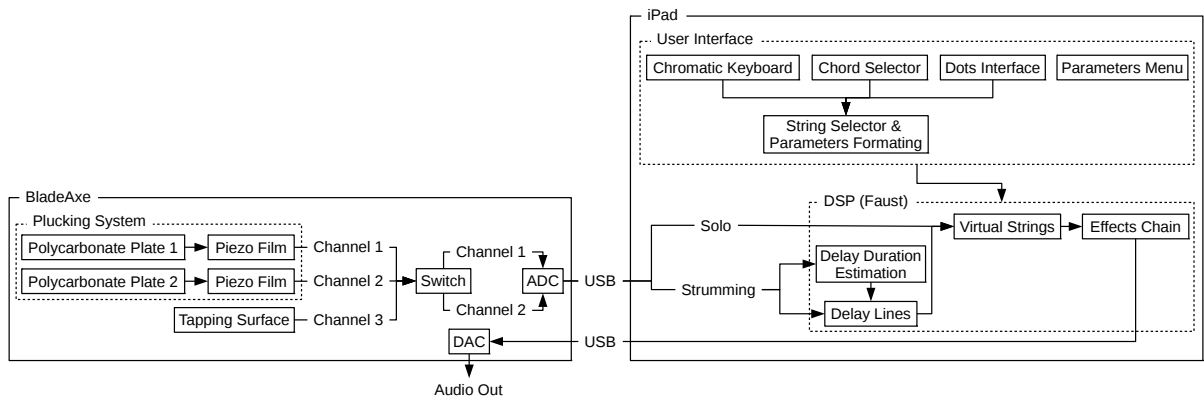 iPad
User Interface
Chromatic Keyboard
Chord Selector
Dots Interface
Parameters Menu
String Selector &
Parameters Formating
BladeAxe
Plucking System
Polycarbonate Plate 1
Piezo Film
Channel 1
Polycarbonate Plate 2
Piezo Film
Channel 2
Tapping Surface
Channel 3
Switch
Channel 1
Channel 2
ADC
USB
Solo
Strumming
DSP (Faust)
Virtual Strings
Effects Chain
Delay Duration
Estimation
Delay Lines
DAC
USB
Audio Out